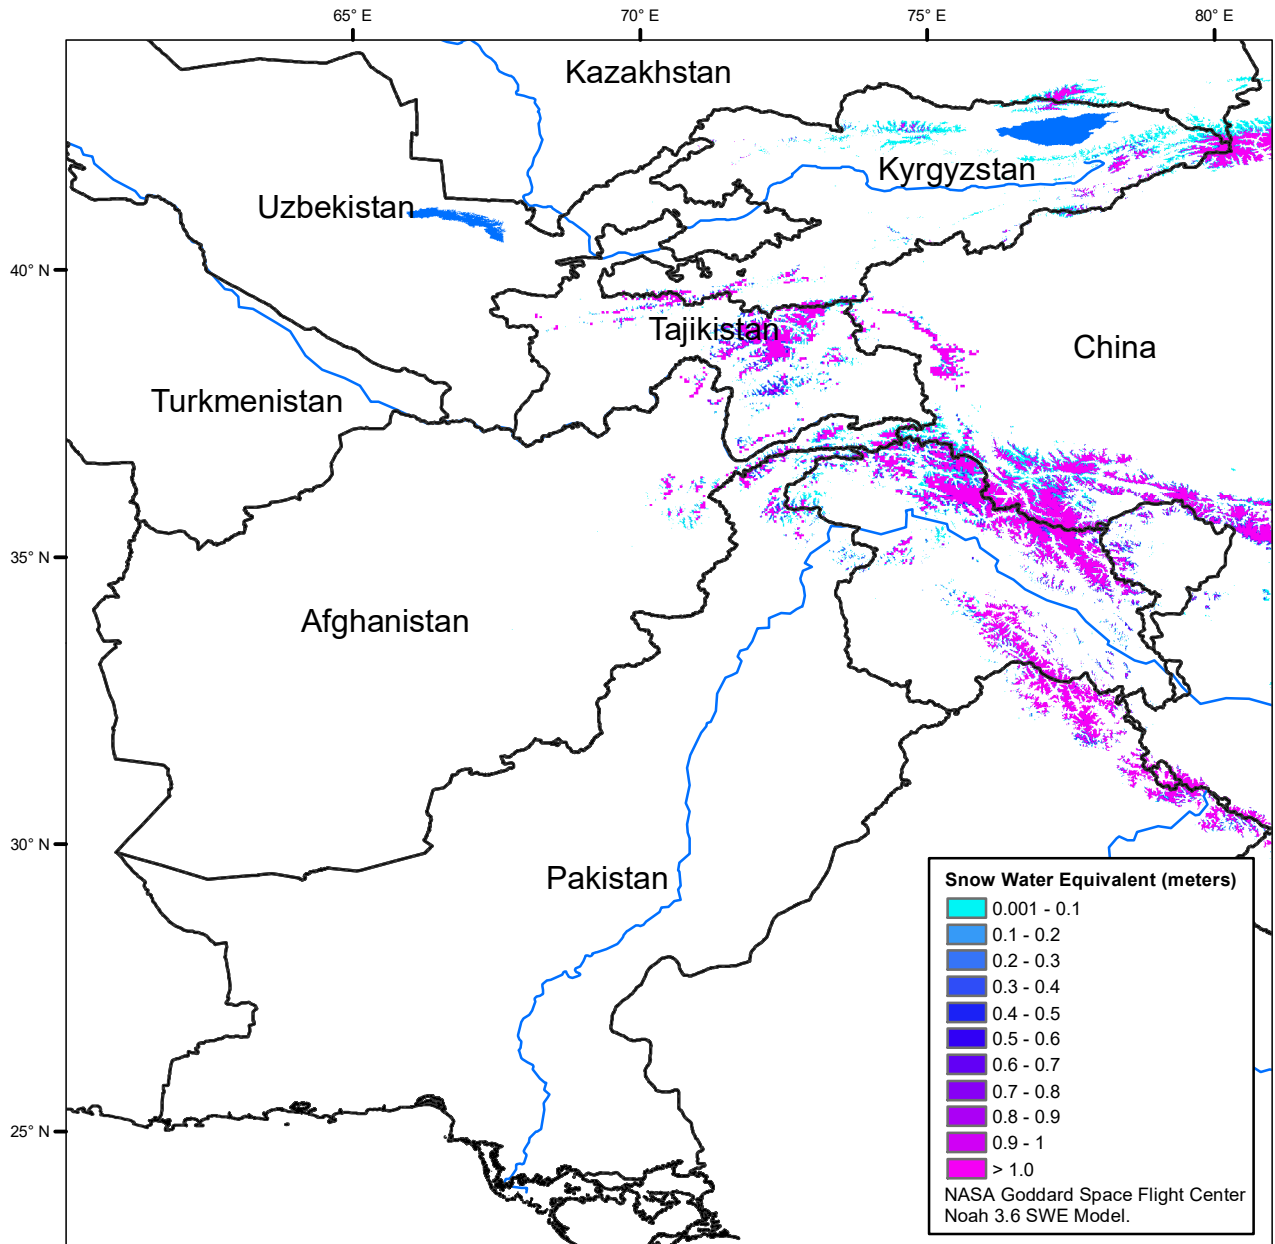 65° E
70° E
75° E
80° E
Kazakhstan
Kyrgyzstan
Uzbekistan
40° N
Tajikistan
China
Turkmenistan
35° N
Afghanistan
30° N
Pakistan
25° N
Snow Water Equivalent (meters)
0.001 - 0.1
0.1 - 0.2
0.2 - 0.3
0.3 - 0.4
0.4 - 0.5
0.5 - 0.6
0.6 - 0.7
0.7 - 0.8
0.8 - 0.9
0.9 - 1
> 1.0
NASA Goddard Space Flight Center
Noah 3.6 SWE Model.